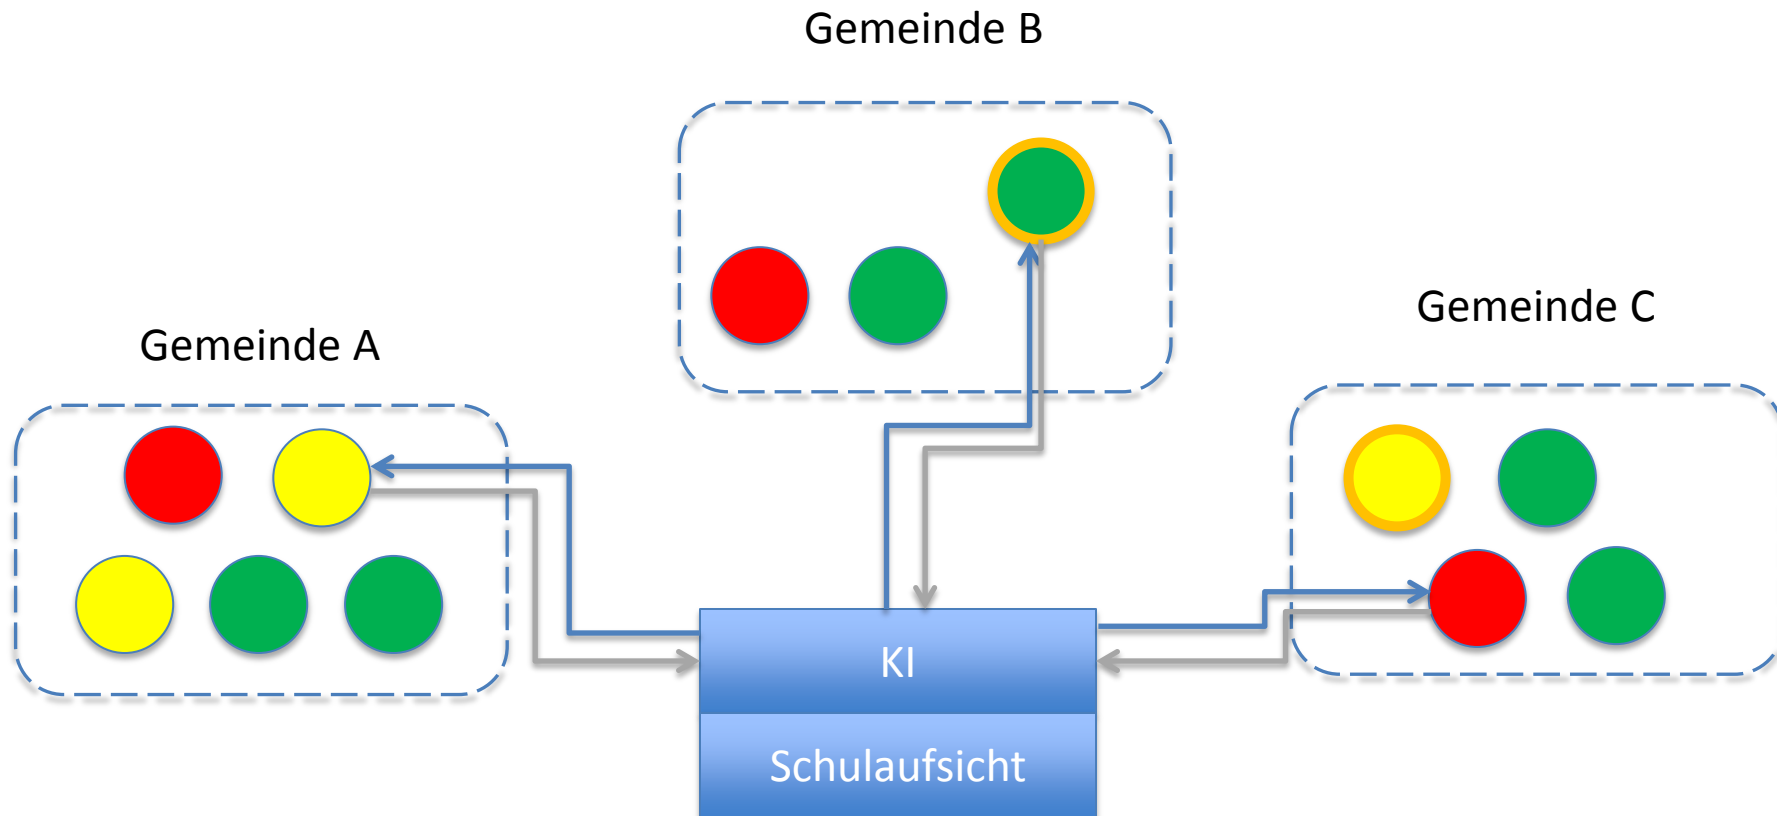 Gemeinde B
Gemeinde C
Gemeinde A
KI
Schulaufsicht